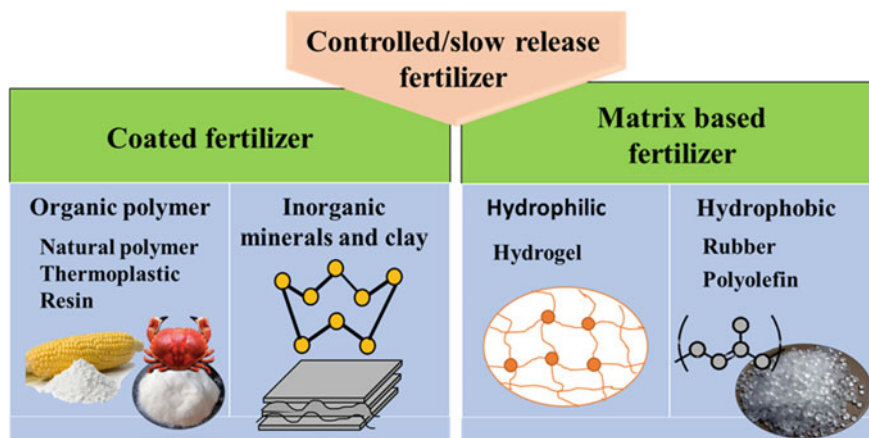 Controlled/slow release
fertilizer
Coated fertilizer
Matrix based
fertilizer
Organic polymer
Natural polymer
Thermoplastic
Resin
Inorganic
minerals and clay
Hydrophilic
Hydrogel
Hydrophobic
Rubber
Polyolefin